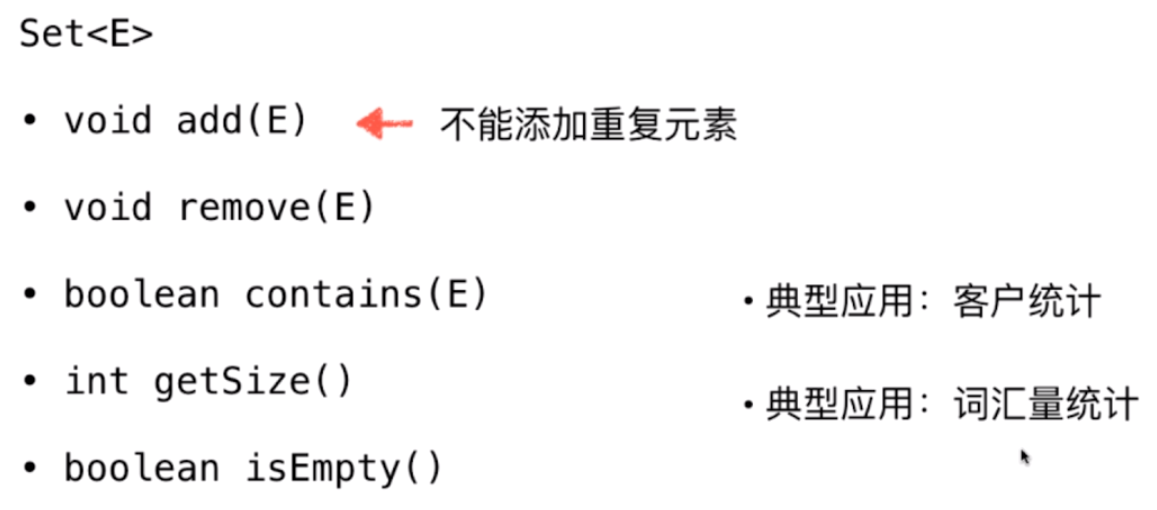 Set<E>
• void add(E) 不能添加重复元素
• void remove(E)
• boolean contains(E)
• int getSize()
• boolean isEmpty()
• 典型应用：客户统计
• 典型应用：词汇量统计